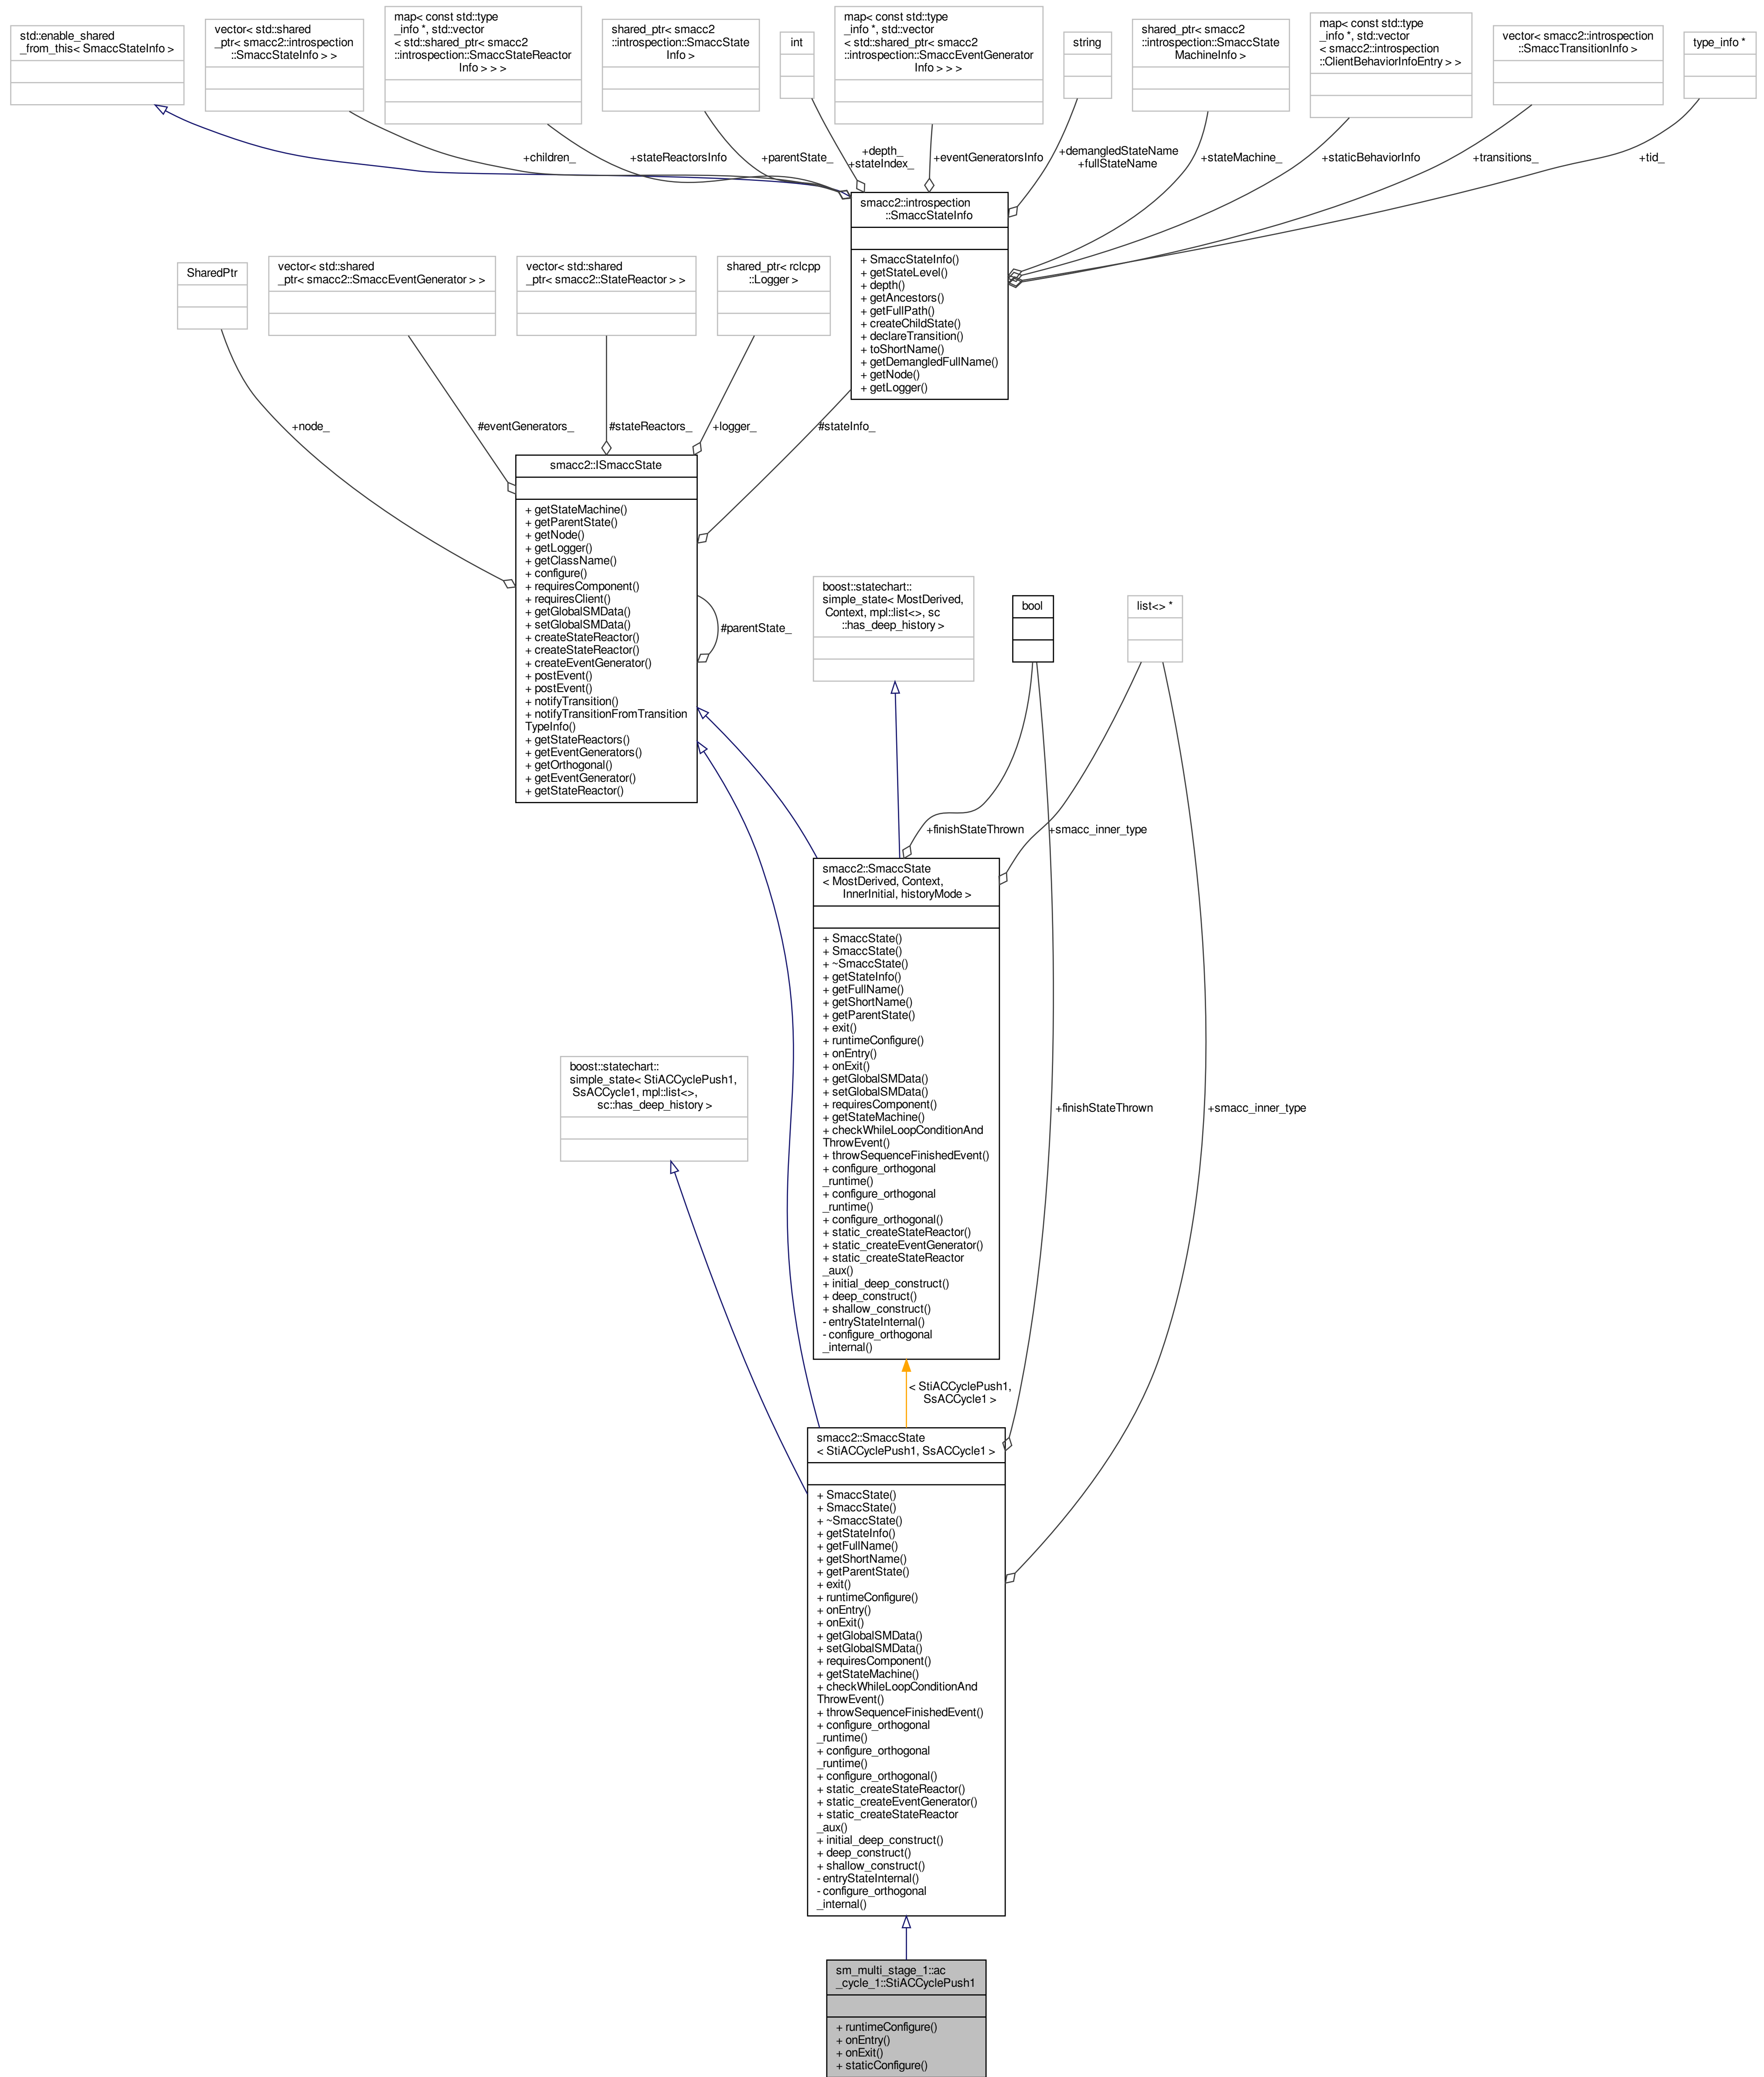 std::enable_shared
_from_this< SmaccStateInfo >
vector< std::shared
_ptr< smacc2::introspection
::SmaccStateInfo > >
map< const std::type
_info *, std::vector
< std::shared_ptr< smacc2
::introspection::SmaccStateReactor
Info > > >
shared_ptr< smacc2
::introspection::SmaccState
Info >
int
map< const std::type
_info *, std::vector
< std::shared_ptr< smacc2
::introspection::SmaccEventGenerator
Info > > >
string
shared_ptr< smacc2
::introspection::SmaccState
MachineInfo >
map< const std::type
_info *, std::vector
< smacc2::introspection
::ClientBehaviorInfoEntry > >
vector< smacc2::introspection
::SmaccTransitionInfo >
type_info *
+children_
+stateReactorsInfo
+parentState_
+depth_
+stateIndex_
+eventGeneratorsInfo
+demangledStateName
+fullStateName
+stateMachine_
+staticBehaviorInfo
+transitions_
+tid_
smacc2::introspection
::SmaccStateInfo
+ SmaccStateInfo()
+ getStateLevel()
+ depth()
+ getAncestors()
+ getFullPath()
+ createChildState()
+ declareTransition()
+ toShortName()
+ getDemangledFullName()
+ getNode()
+ getLogger()
SharedPtr
vector< std::shared
_ptr< smacc2::SmaccEventGenerator > >
vector< std::shared
_ptr< smacc2::StateReactor > >
shared_ptr< rclcpp
::Logger >
+node_
#eventGenerators_
#stateReactors_
+logger_
#stateInfo_
smacc2::ISmaccState
+ getStateMachine()
+ getParentState()
+ getNode()
+ getLogger()
+ getClassName()
+ configure()
+ requiresComponent()
+ requiresClient()
+ getGlobalSMData()
+ setGlobalSMData()
+ createStateReactor()
+ createStateReactor()
+ createEventGenerator()
+ postEvent()
+ postEvent()
+ notifyTransition()
+ notifyTransitionFromTransition
TypeInfo()
+ getStateReactors()
+ getEventGenerators()
+ getOrthogonal()
+ getEventGenerator()
+ getStateReactor()
#parentState_
boost::statechart::
simple_state< MostDerived,
Context, mpl::list<>, sc
::has_deep_history >
bool
list<> *
+finishStateThrown
+smacc_inner_type
smacc2::SmaccState
< MostDerived, Context,
InnerInitial, historyMode >
+ SmaccState()
+ SmaccState()
+ ~SmaccState()
+ getStateInfo()
+ getFullName()
+ getShortName()
+ getParentState()
+ exit()
+ runtimeConfigure()
+ onEntry()
+ onExit()
+ getGlobalSMData()
+ setGlobalSMData()
+ requiresComponent()
+ getStateMachine()
+ checkWhileLoopConditionAnd
ThrowEvent()
+ throwSequenceFinishedEvent()
+ configure_orthogonal
_runtime()
+ configure_orthogonal
_runtime()
+ configure_orthogonal()
+ static_createStateReactor()
+ static_createEventGenerator()
+ static_createStateReactor
_aux()
+ initial_deep_construct()
+ deep_construct()
+ shallow_construct()
- entryStateInternal()
- configure_orthogonal
_internal()
boost::statechart::
simple_state< StiACCyclePush1,
SsACCycle1, mpl::list<>,
sc::has_deep_history >
+finishStateThrown
+smacc_inner_type
< StiACCyclePush1,
SsACCycle1 >
smacc2::SmaccState
< StiACCyclePush1, SsACCycle1 >
+ SmaccState()
+ SmaccState()
+ ~SmaccState()
+ getStateInfo()
+ getFullName()
+ getShortName()
+ getParentState()
+ exit()
+ runtimeConfigure()
+ onEntry()
+ onExit()
+ getGlobalSMData()
+ setGlobalSMData()
+ requiresComponent()
+ getStateMachine()
+ checkWhileLoopConditionAnd
ThrowEvent()
+ throwSequenceFinishedEvent()
+ configure_orthogonal
_runtime()
+ configure_orthogonal
_runtime()
+ configure_orthogonal()
+ static_createStateReactor()
+ static_createEventGenerator()
+ static_createStateReactor
_aux()
+ initial_deep_construct()
+ deep_construct()
+ shallow_construct()
- entryStateInternal()
- configure_orthogonal
_internal()
sm_multi_stage_1::ac
_cycle_1::StiACCyclePush1
+ runtimeConfigure()
+ onEntry()
+ onExit()
+ staticConfigure()